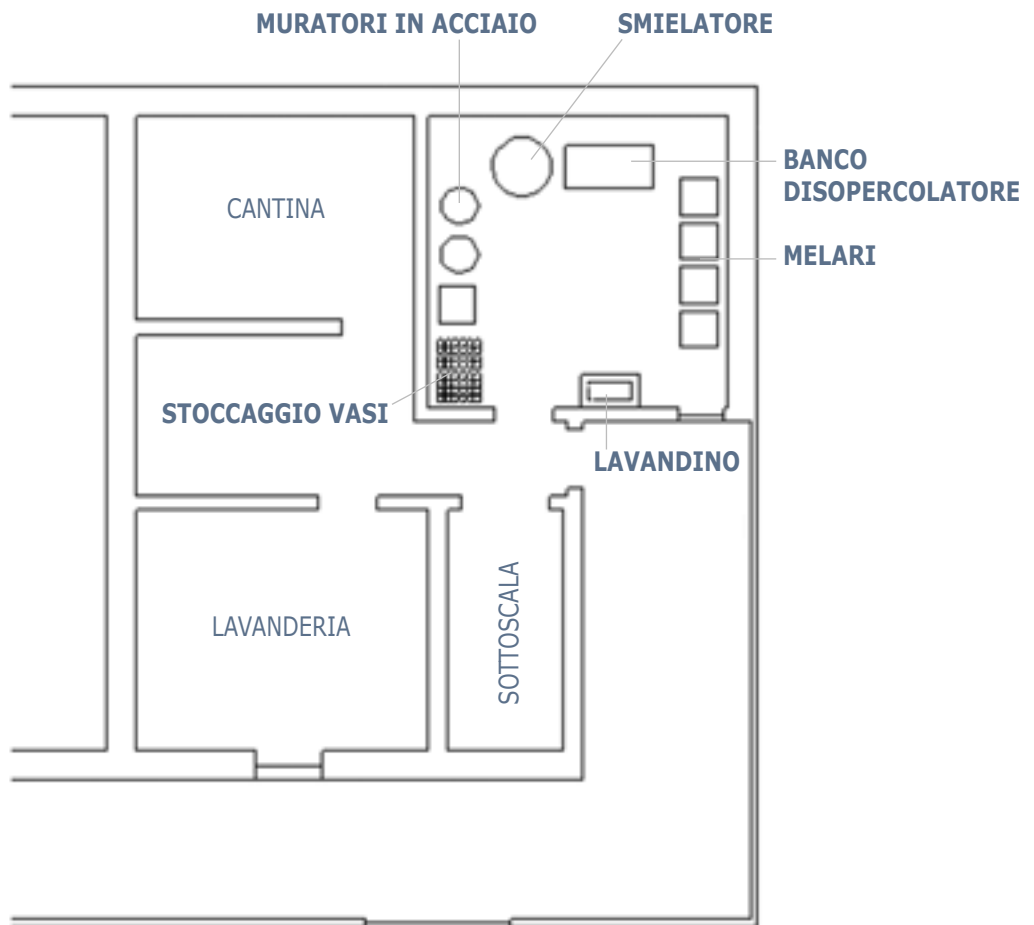 MURATORI IN ACCIAIO
SMIELATORE
BANCO
DISOPERCOLATORE
CANTINA
MELARI
STOCCAGGIO VASI
LAVANDINO
LAVANDERIA
SOTTOSCALA